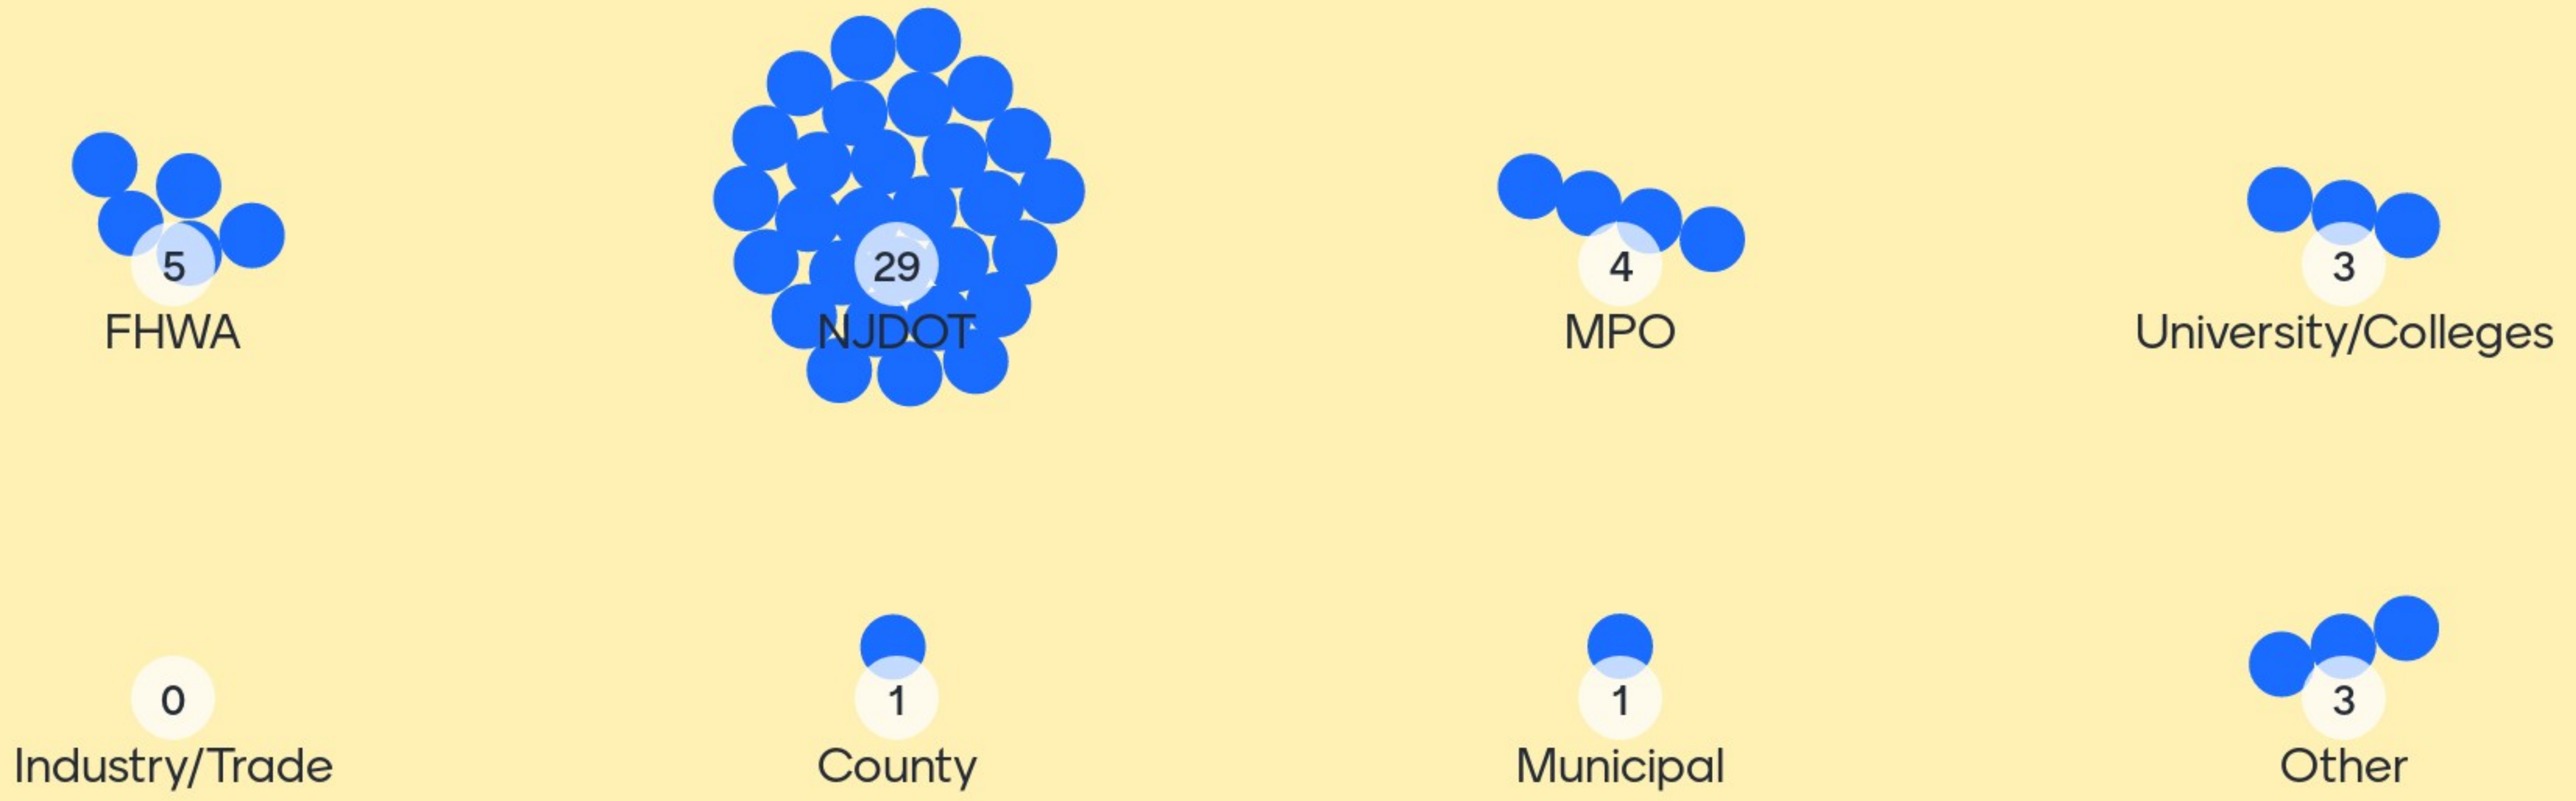 5
FHWA
29
NJDOT
4
MPO
3
University/Colleges
0
Industry/Trade
1
County
1
Municipal
3
Other